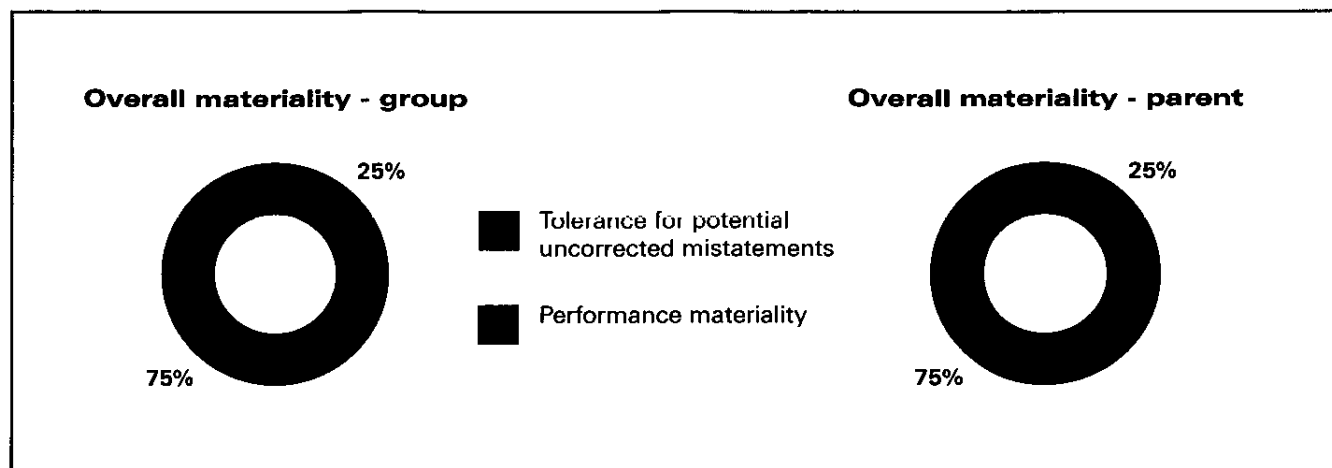 Overall materiality - group
25%
75%
Tolerance for potential
uncorrected mistatements
Performance materiality
Overall materiality - parent
25%
75%